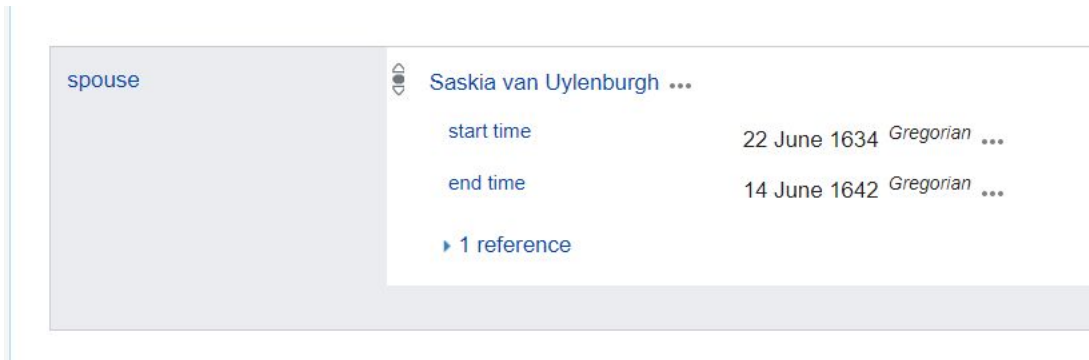 spouse
Saskia van Uylenburgh •••
start time 22 June 1634 Gregorian •••
end time 14 June 1642 Gregorian •••
1 reference